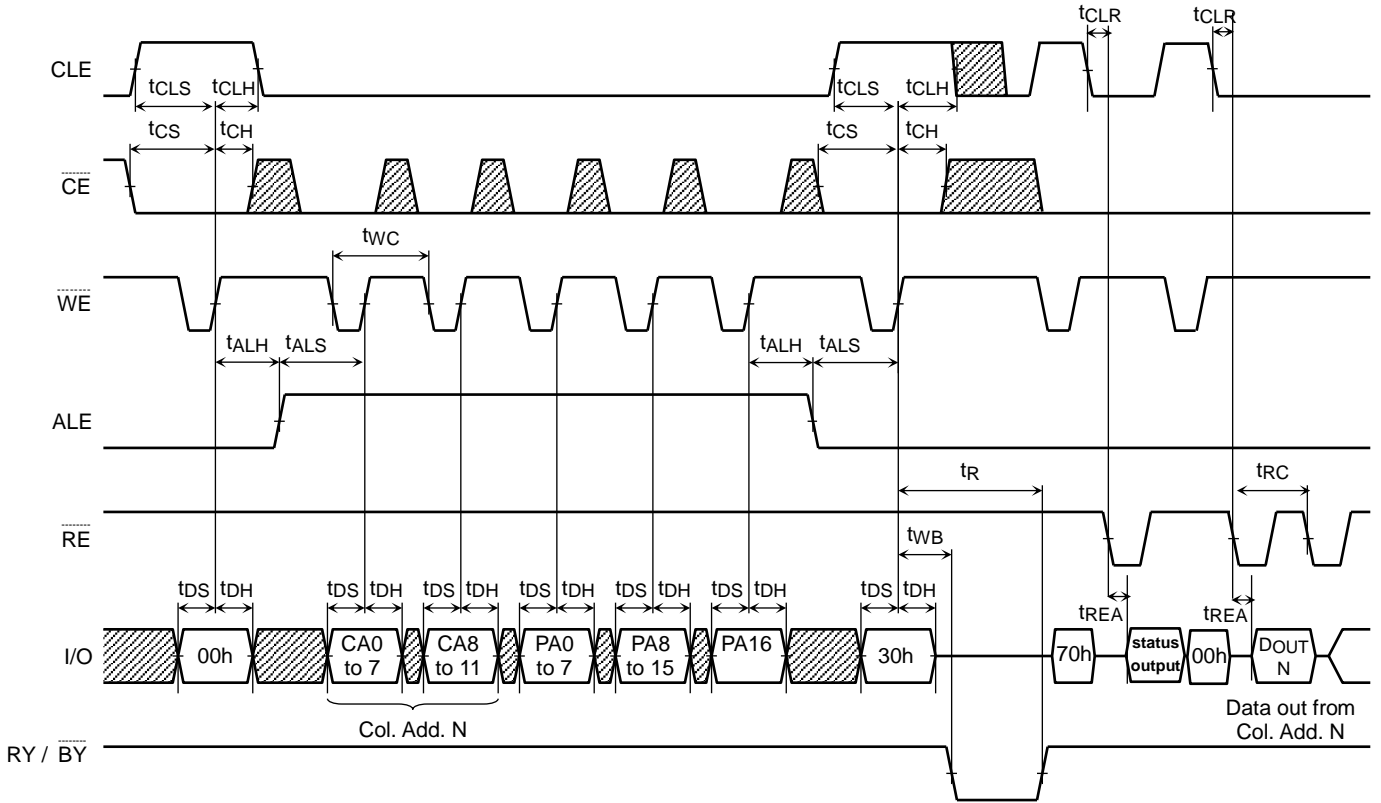 tCLR tCLR
CLE
tCLS tCLH tCLS tCLH
tCS tCH tCS tCH
CE
tWC
WE
tALH tALS tALH tALS
ALE
tR tRC
RE
tWB
tDS tDH tDS tDH tDS tDH tDS tDH tDS tDH tDS tDH tDS tDH
tREA tREA
I/O
00h
CA0 to 7
CA8 to 11
PA0 to 7
PA8 to 15
PA16
30h
70h
status output
00h
DOUT N
Col. Add. N
Data out from
Col. Add. N
RY / BY